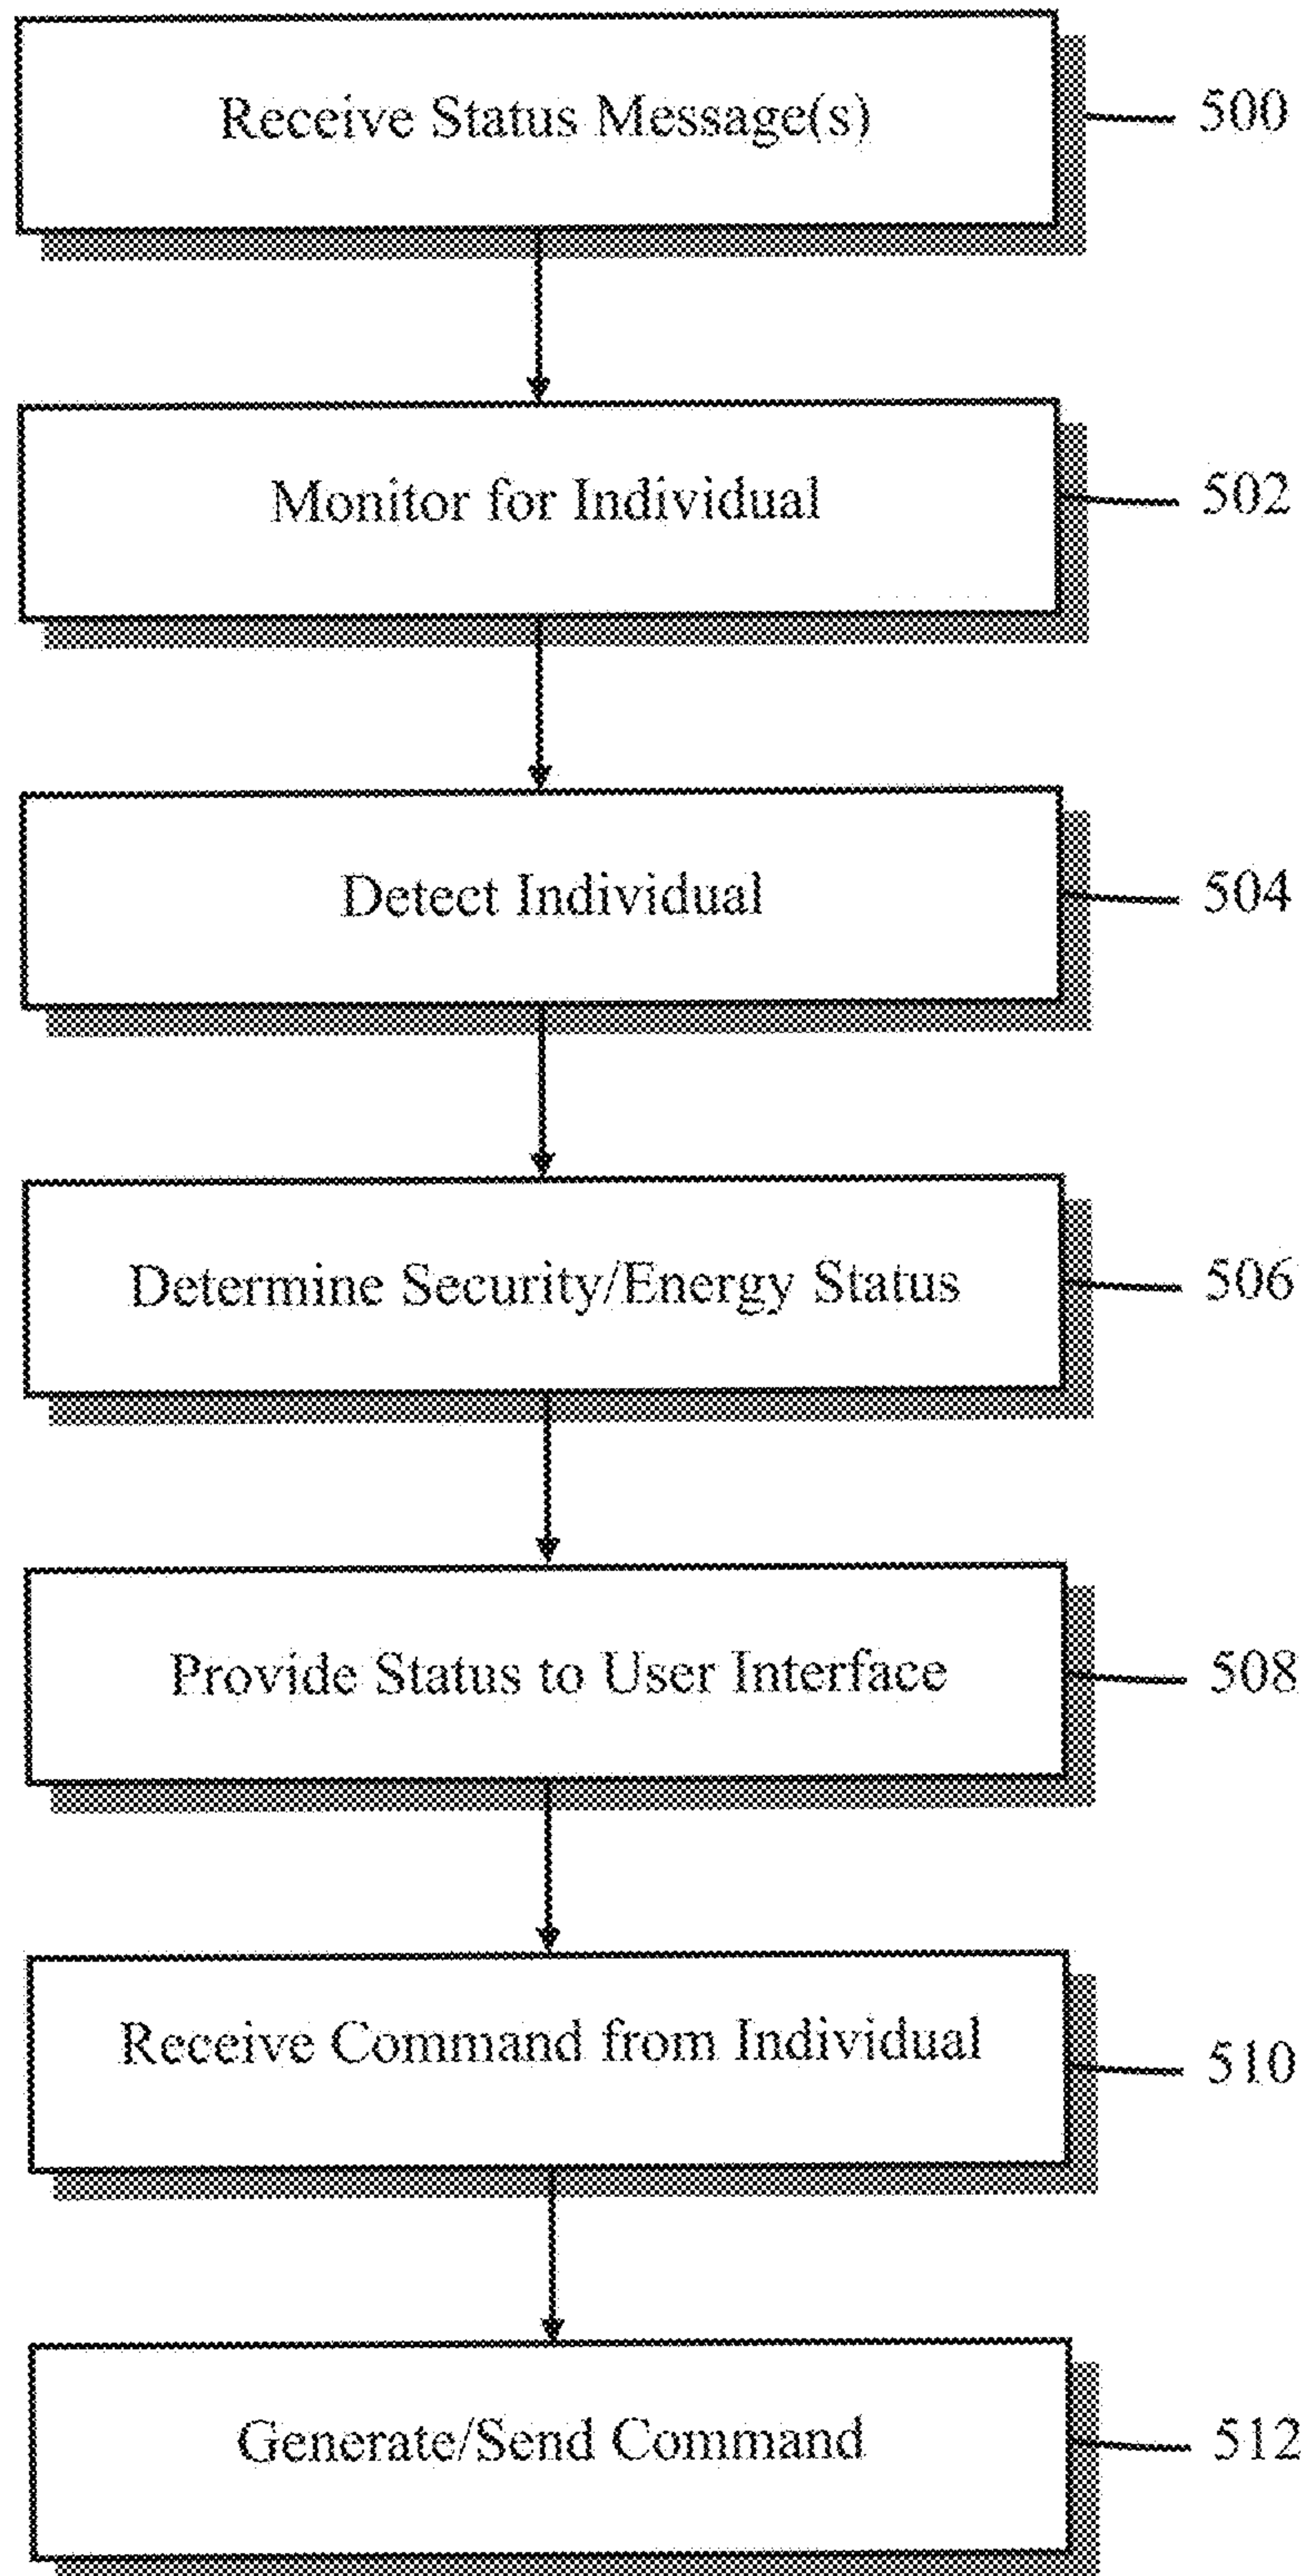 Receive Status Message(s)
500
Monitor for Individual
502
Detect Individual
504
Determine Security/Energy Status
506
Provide Status to User Interface
508
Receive Command from Individual
510
Generate/Send Command
512